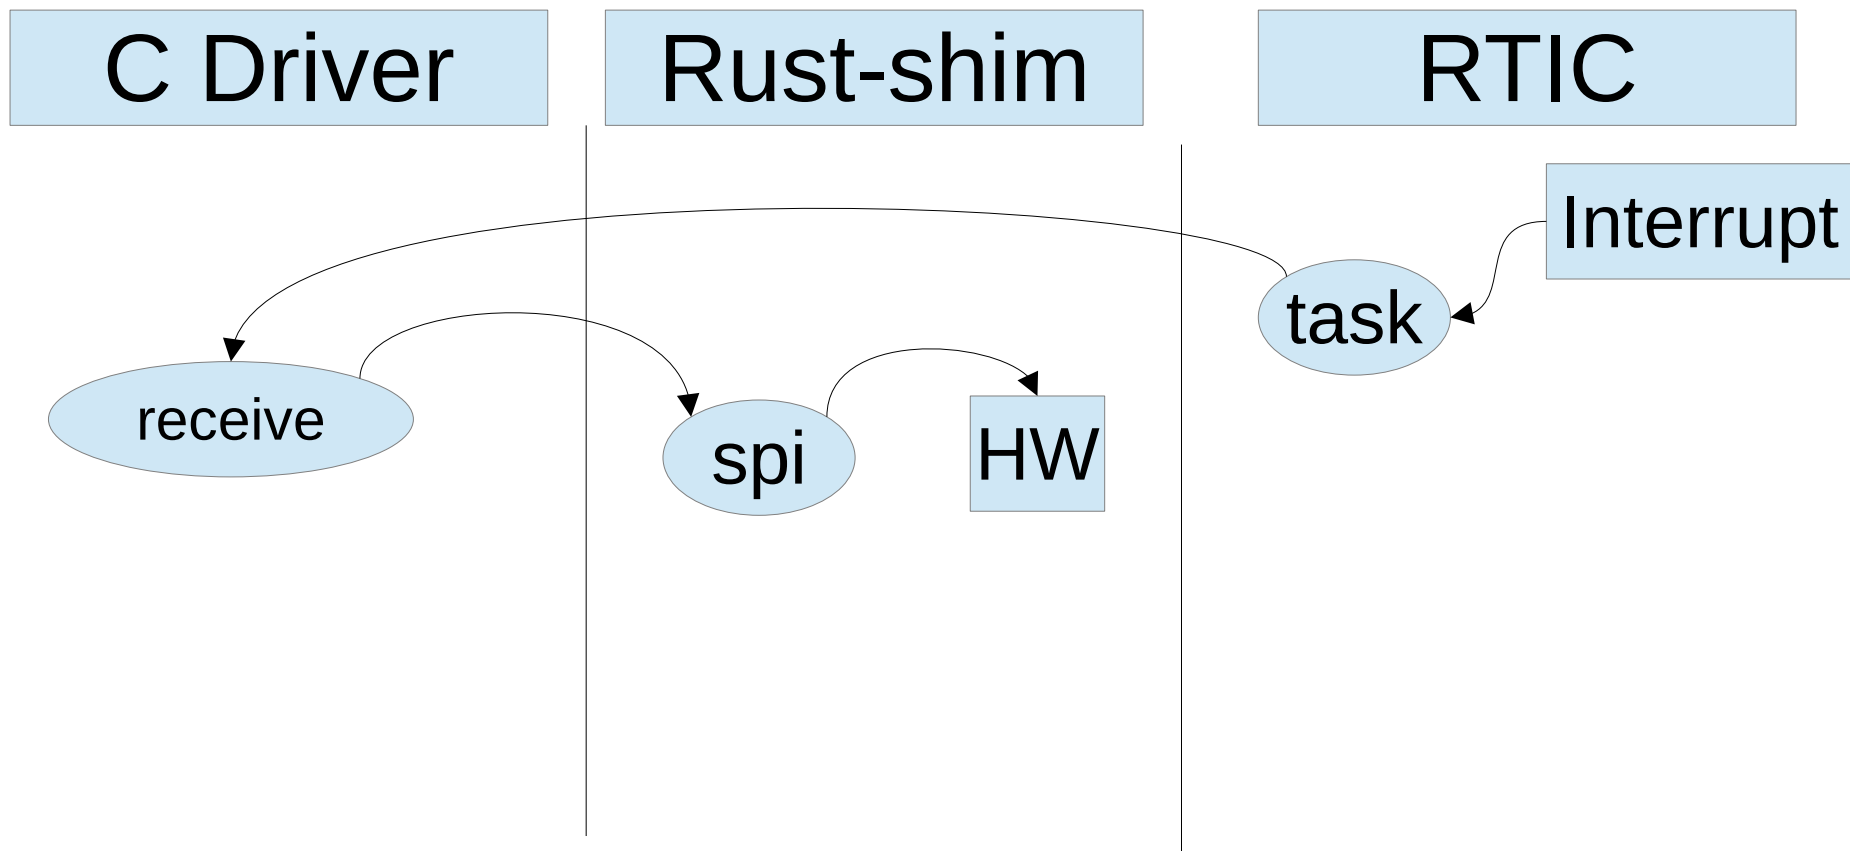 C Driver
Rust-shim
RTIC
Interrupt
task
receive
spi
HW